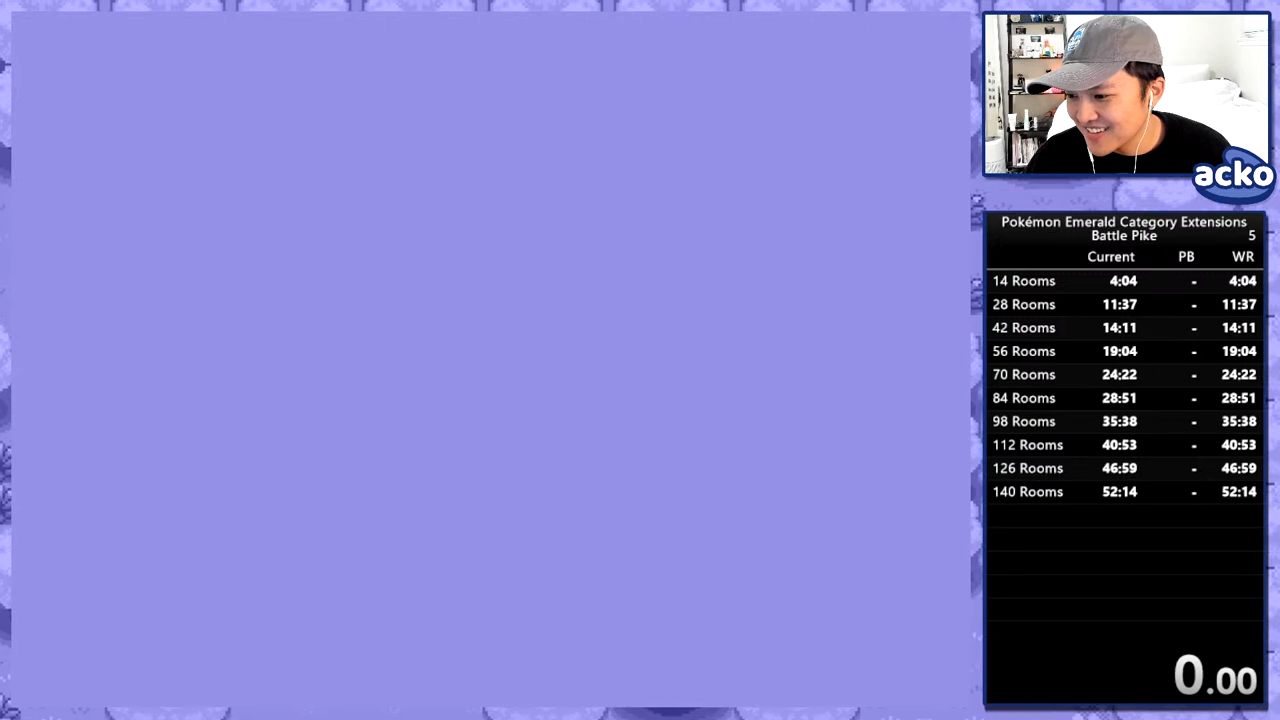 acko
Pokémon Emerald Category Extensions
Battle Pike 5
Current PB WR
14 Rooms 4:04 - 4:04
28 Rooms 11:37 - 11:37
42 Rooms 14:11 - 14:11
56 Rooms 19:04 - 19:04
70 Rooms 24:22 - 24:22
84 Rooms 28:51 - 28:51
98 Rooms 35:38 - 35:38
112 Rooms 40:53 - 40:53
126 Rooms 46:59 - 46:59
140 Rooms 52:14 - 52:14
0.00